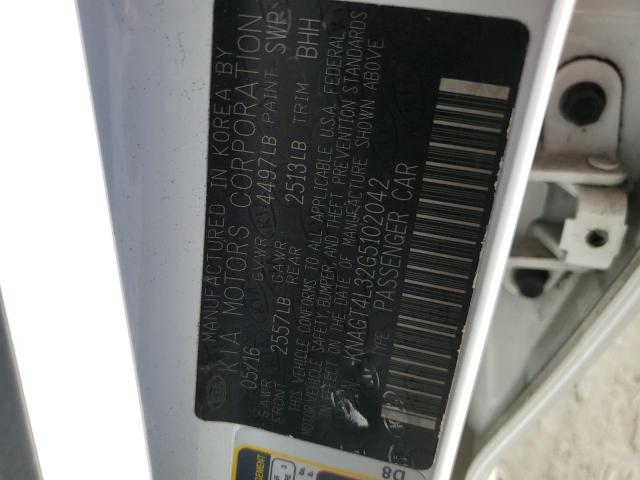 MANUFACTURED IN KOREA BY
KIA MOTORS CORPORATION
05/16 GVWR 4497LB PAINT SWP
GAWR FRONT 2557LB GAWR REAR 2513LB TRIM BHH
THIS VEHICLE CONFORMS TO ALL APPLICABLE U.S.A. FEDERAL
MOTOR VEHICLE SAFETY, BUMPER, AND THEFT PREVENTION STANDARDS
IN EFFECT ON THE DATE OF MANUFACTURE SHOWN ABOVE
KNAGT4L32G5102042
TYPE PASSENGER CAR
D8